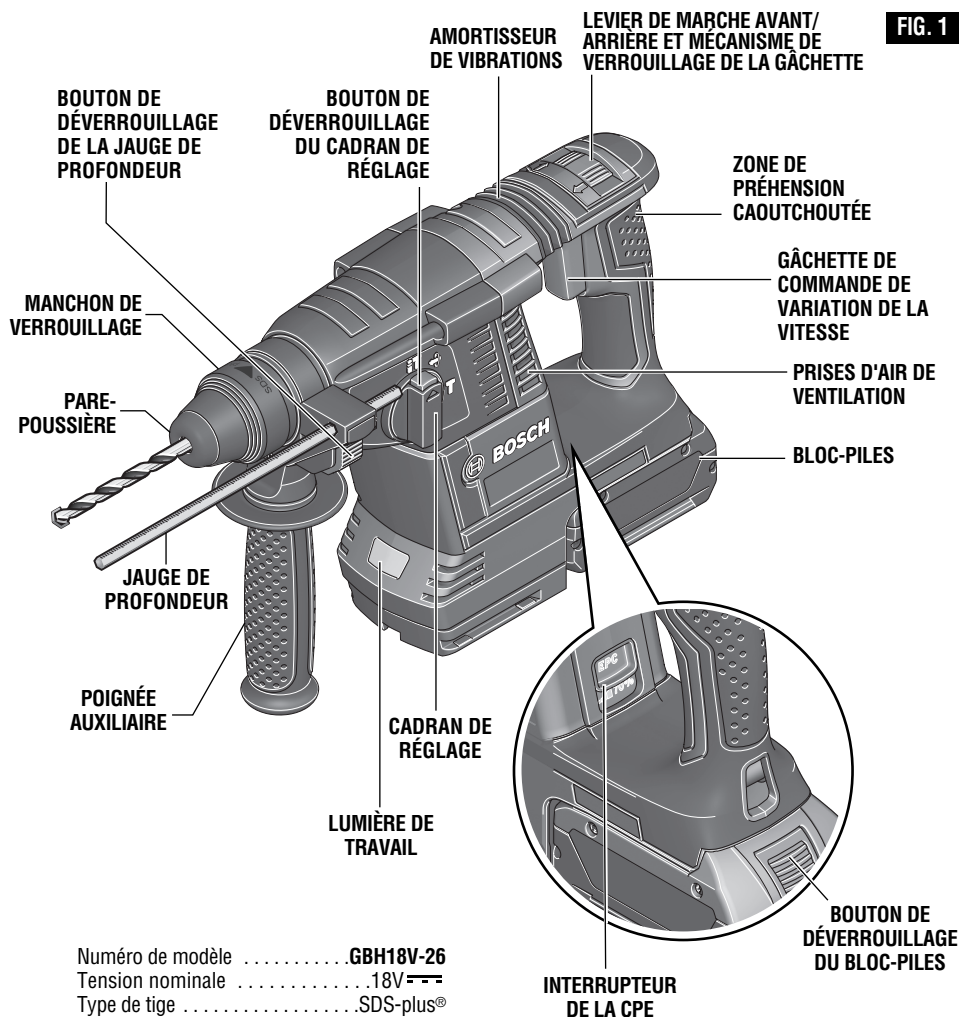 FIG. 1
LEVIER DE MARCHE AVANT/
ARRIÈRE ET MÉCANISME DE
VERROUILLAGE DE LA GÂCHETTE
AMORTISSEUR
DE VIBRATIONS
BOUTON DE
DÉVERROUILLAGE
DE LA JAUGE DE
PROFONDEUR
BOUTON DE
DÉVERROUILLAGE
DU CADRAN DE
RÉGLAGE
ZONE DE
PRÉHENSION
CAOUTCHOUTÉE
GÂCHETTE DE
COMMANDE DE
VARIATION DE LA
VITESSE
MANCHON DE
VERROUILLAGE
PRISES D'AIR DE
VENTILATION
PARE-
POUSSIÈRE
BLOC-PILES
SDS
T
BOSCH
JAUGE DE
PROFONDEUR
POIGNÉE
AUXILIAIRE
CADRAN DE
RÉGLAGE
LUMIÈRE DE
TRAVAIL
EPC
70%
BOUTON DE
DÉVERROUILLAGE
DU BLOC-PILES
INTERRUPTEUR
DE LA CPE
Numéro de modèle . . . . . . . . . . .GBH18V-26
Tension nominale . . . . . . . . . . . . .18V
Type de tige . . . . . . . . . . . . . . . . . .SDS-plus®